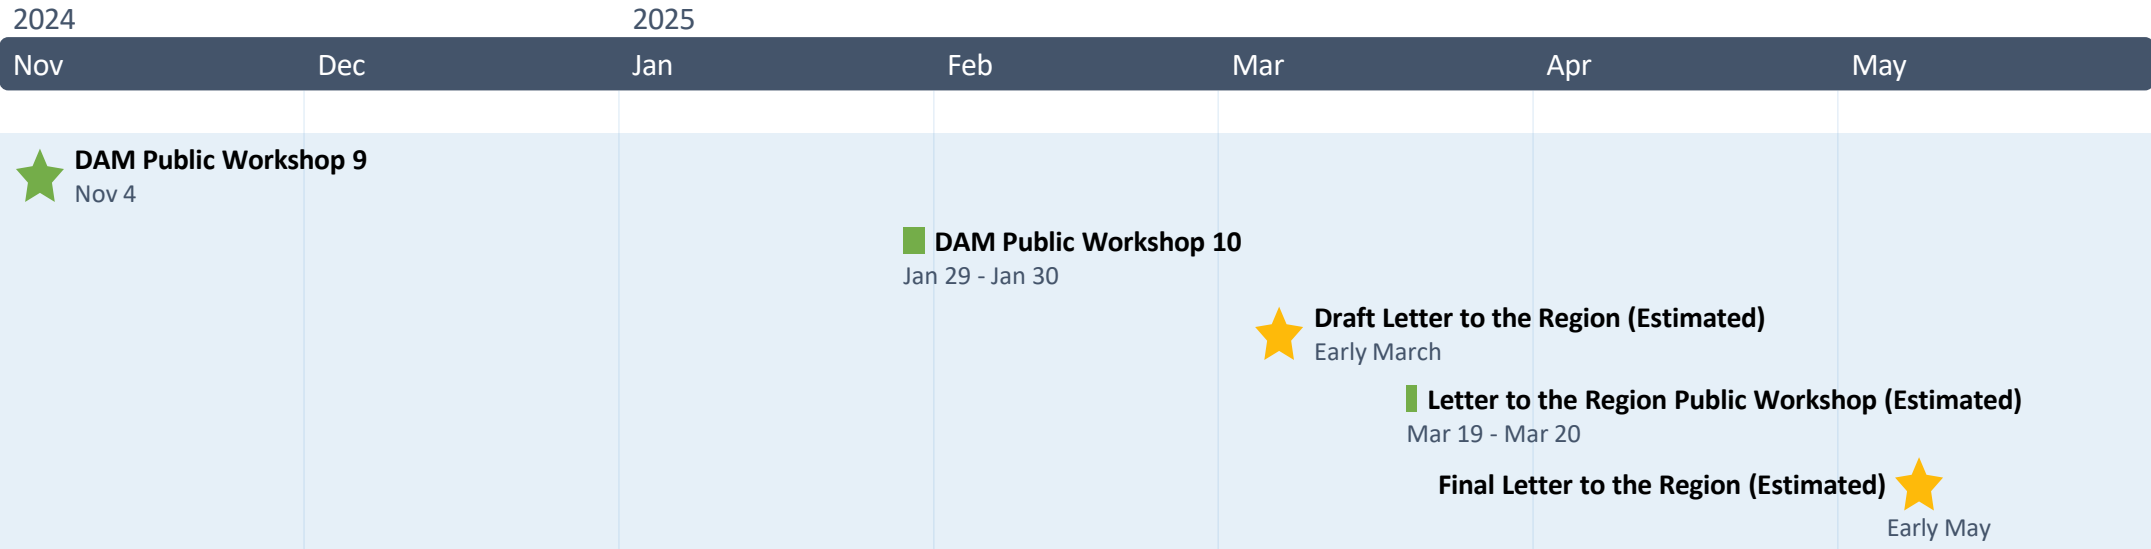 2024 2025
Nov Dec Jan Feb Mar Apr May
DAM Public Workshop 9
Nov 4
DAM Public Workshop 10
Jan 29 - Jan 30
Draft Letter to the Region (Estimated)
Early March
Letter to the Region Public Workshop (Estimated)
Mar 19 - Mar 20
Final Letter to the Region (Estimated)
Early May